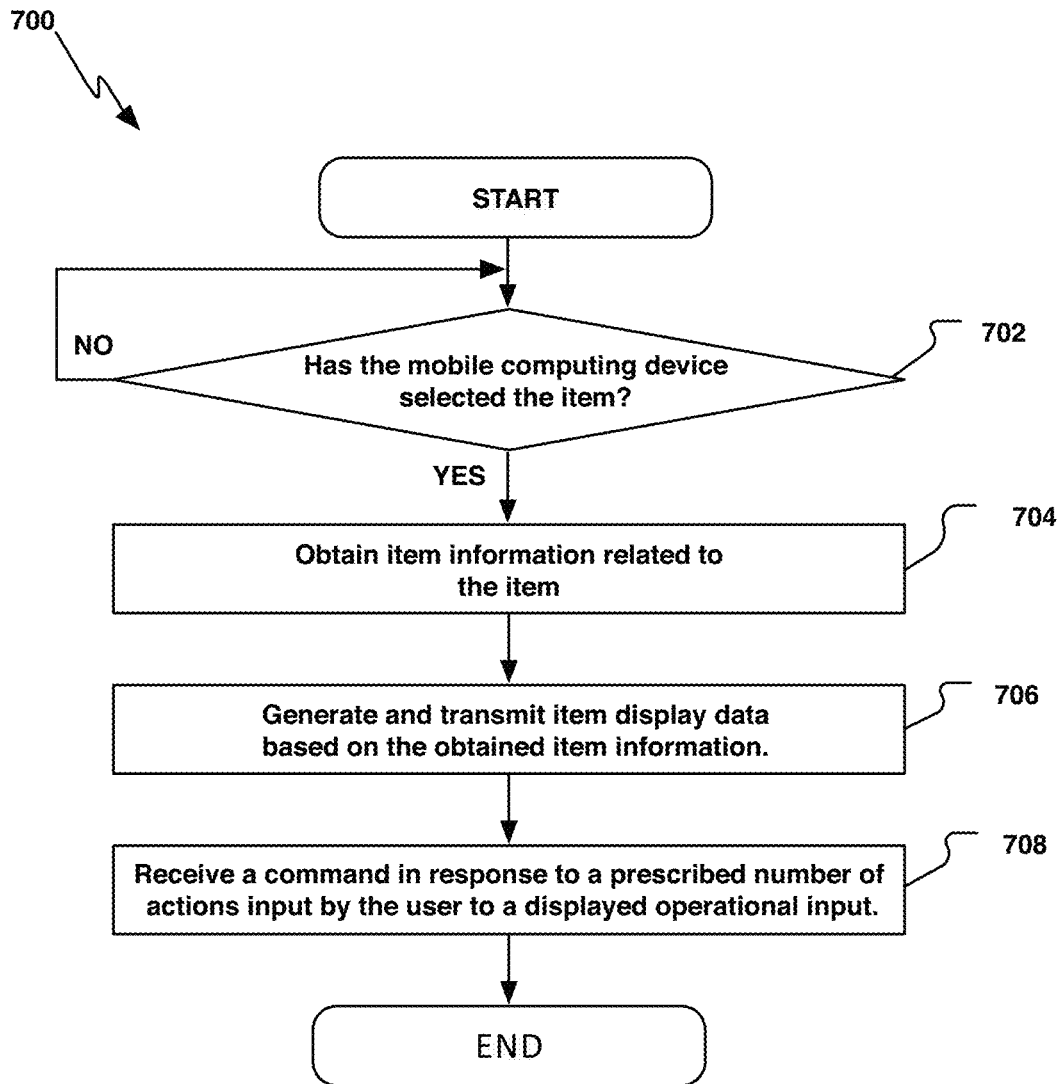 700
START
NO
Has the mobile computing device
selected the item?
702
YES
Obtain item information related to
the item
704
Generate and transmit item display data
based on the obtained item information.
706
Receive a command in response to a prescribed number of
actions input by the user to a displayed operational input.
708
END